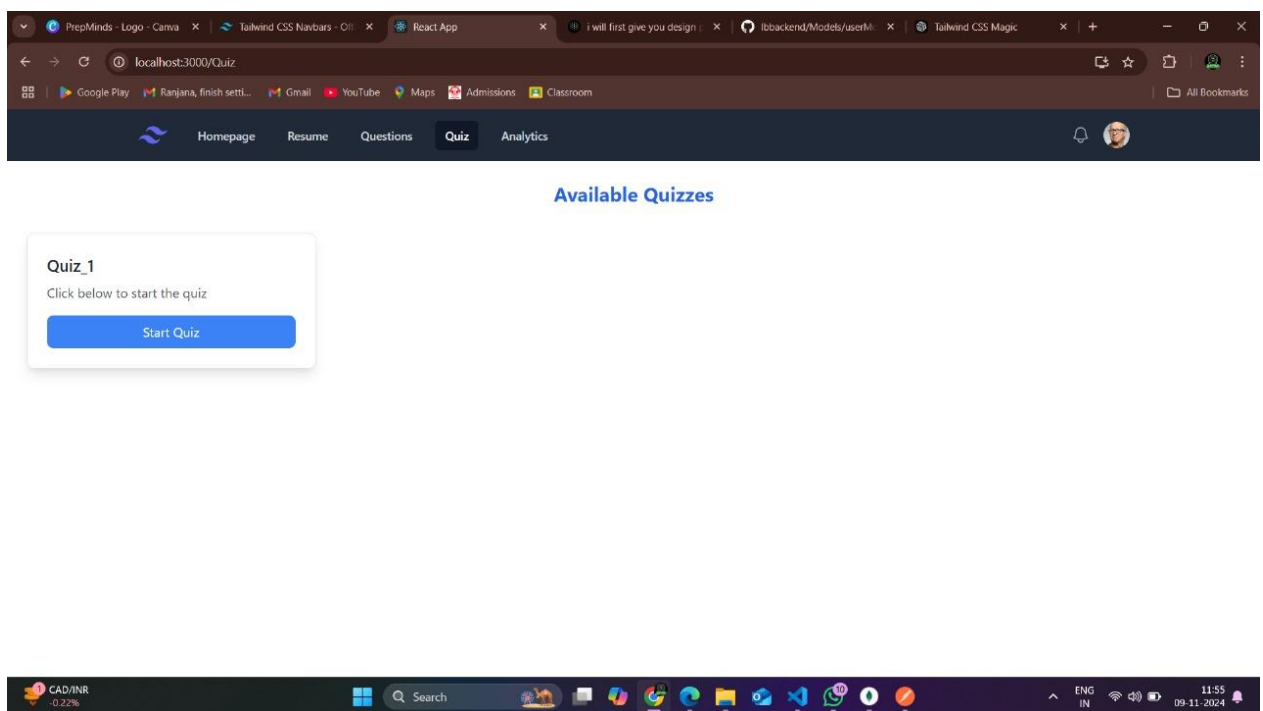 PrepMinds - Logo - Canva
Tailwind CSS Navbars - Off
React App
i will first give you design
lbbackend/Models/userM
Tailwind CSS Magic
localhost:3000/Quiz
Google Play
Ranjana, finish setti...
Gmail
YouTube
Maps
Admissions
Classroom
All Bookmarks
Homepage
Resume
Questions
Quiz
Analytics
Available Quizzes
Quiz_1
Click below to start the quiz
Start Quiz
CAD/INR
-0.22%
Search
ENG
IN
11:55
09-11-2024